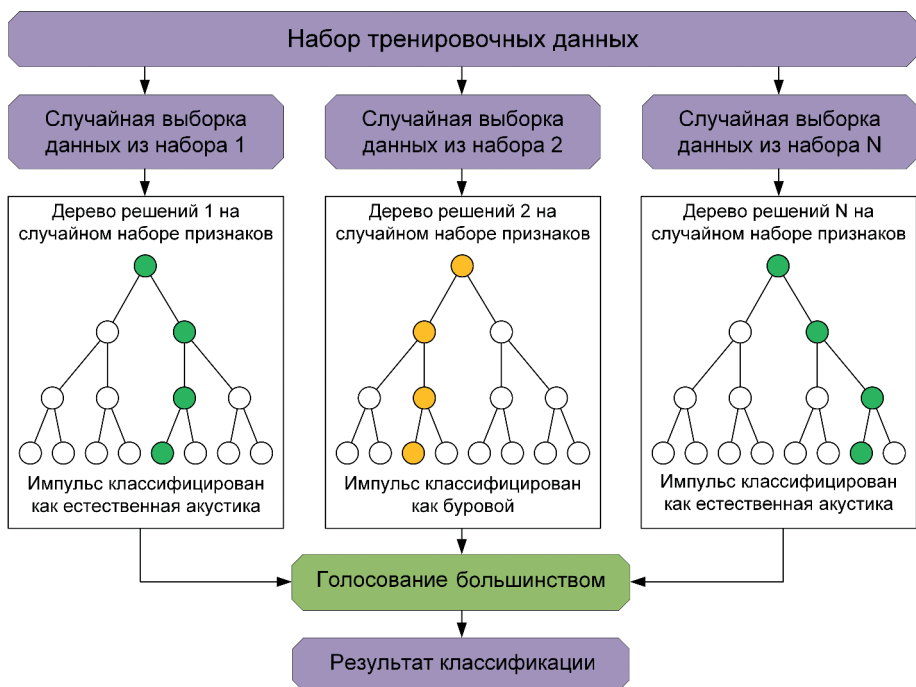 Набор тренировочных данных
Случайная выборка
данных из набора 1
Случайная выборка
данных из набора 2
Случайная выборка
данных из набора N
Дерево решений 1 на
случайном наборе признаков
Импульс классифицирован
как естественная акустика
Дерево решений 2 на
случайном наборе признаков
Импульс классифицирован
как буровой
Дерево решений N на
случайном наборе признаков
Импульс классифицирован
как естественная акустика
Голосование большинством
Результат классификации